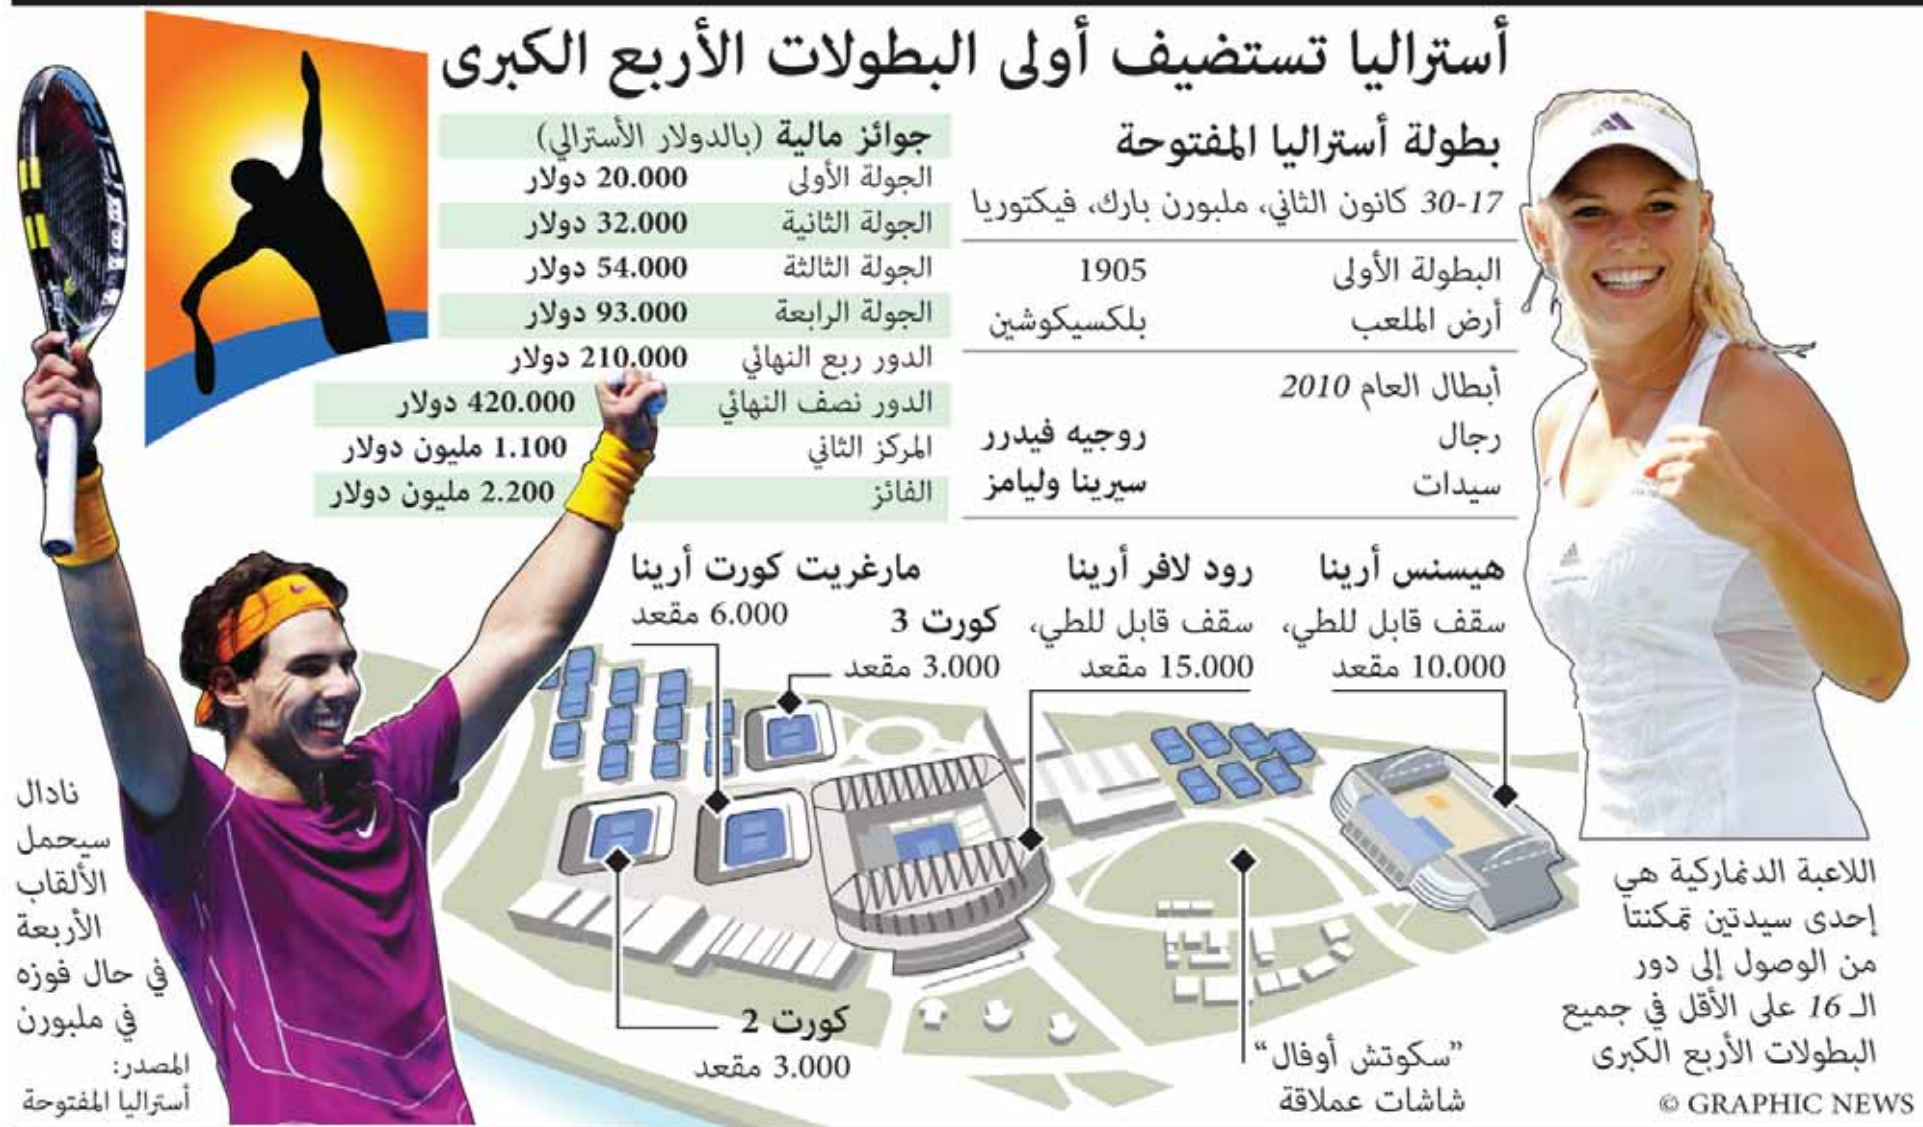 أستراليا تستضيف أولى البطولات الأربع الكبرى
بطولة أستراليا المفتوحة
30-17 كانون الثاني، ملبورن بارك، فيكتوريا
البطولة الأولى 1905
أرض الملعب بلكسيكوشين
أبطال العام 2010
رجال روجيه فيدرر
سيدات سيرينا وليامز
جوائز مالية (بالدولار الأسترالي)
الجولة الأولى 20.000 دولار
الجولة الثانية 32.000 دولار
الجولة الثالثة 54.000 دولار
الجولة الرابعة 93.000 دولار
الدور ربع النهائي 210.000 دولار
الدور نصف النهائي 420.000 دولار
المركز الثاني 1.100 مليون دولار
الفائز 2.200 مليون دولار
هيسنس أرينا
سقف قابل للطي،
10.000 مقعد
رود لافر أرينا
سقف قابل للطي،
15.000 مقعد
مارغريت كورت أرينا
6.000 مقعد
كورت 3
3.000 مقعد
كورت 2
3.000 مقعد
"سكوتش أوفال"
شاشات عملاقة
اللاعبة الدنماركية هي
إحدى سيدتين تمكنتا
من الوصول إلى دور
الـ 16 على الأقل في جميع
البطولات الأربع الكبرى
نادال
سيحمل
الألقاب
الأربعة
في حال فوزه
في ملبورن
المصدر:
أستراليا المفتوحة
© GRAPHIC NEWS